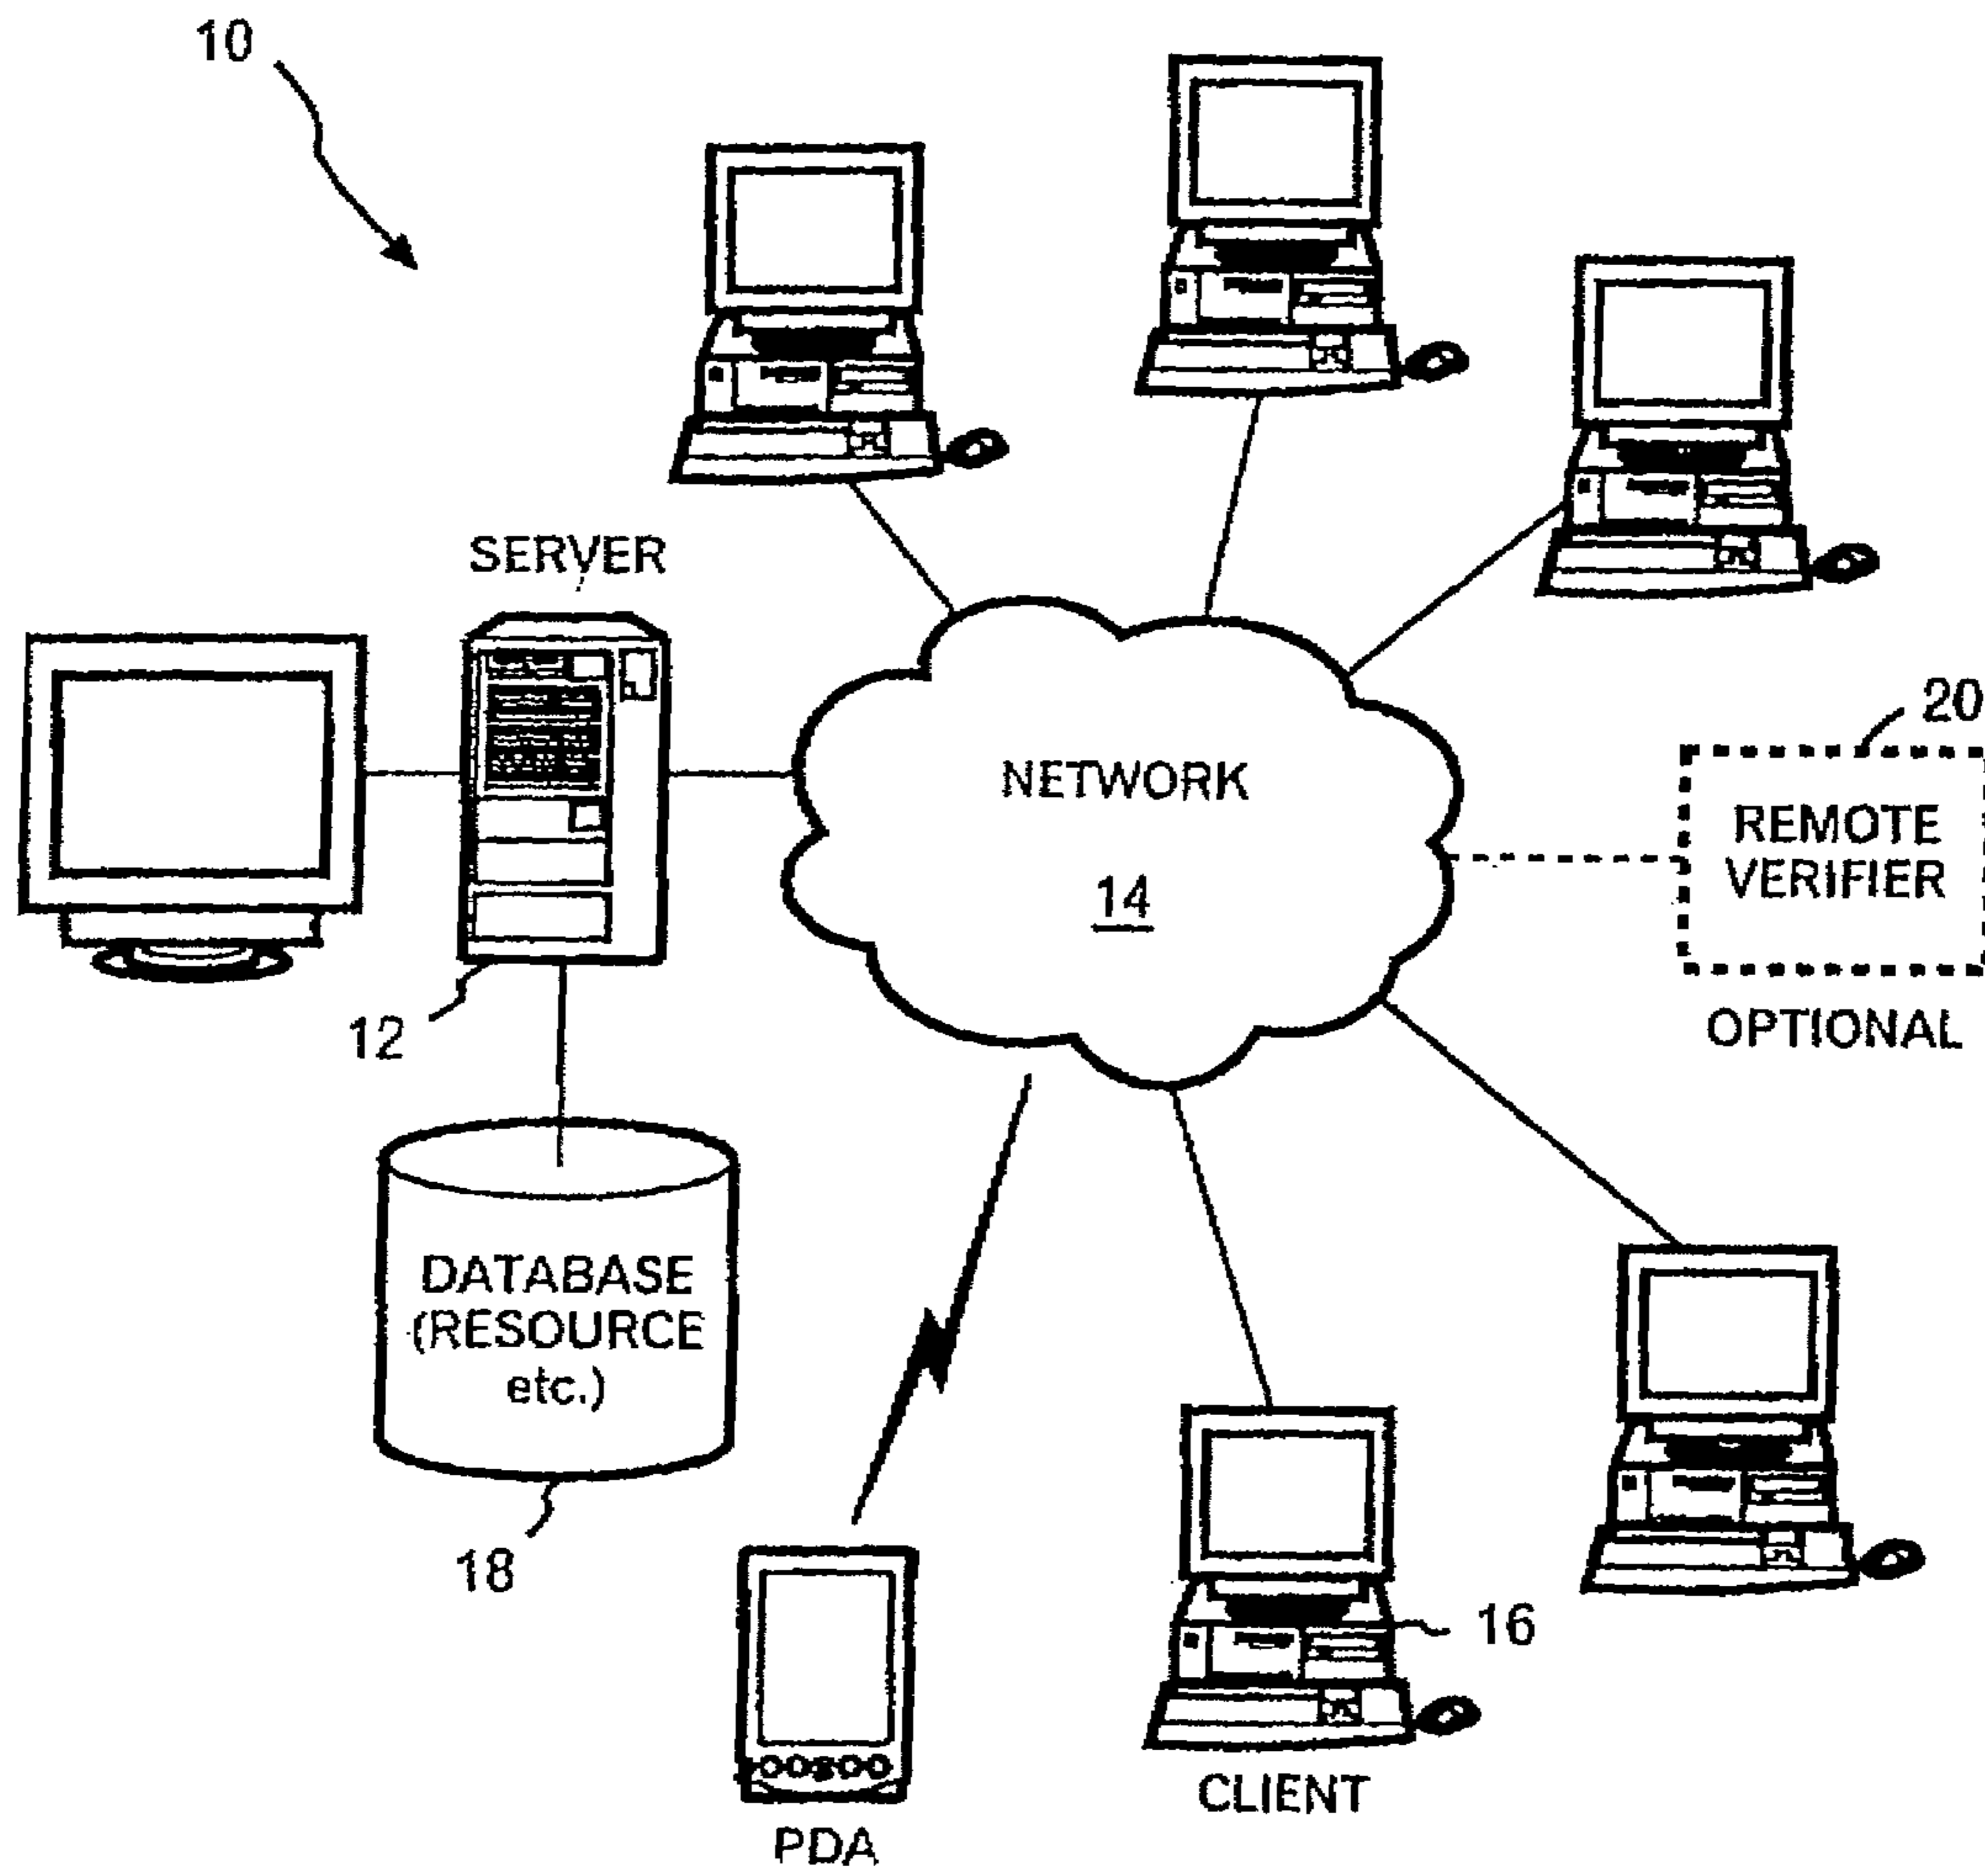 10
SERVER
NETWORK
14
20
REMOTE
VERIFIER
OPTIONAL
12
DATABASE
(RESOURCE
etc.)
18
16
CLIENT
PDA